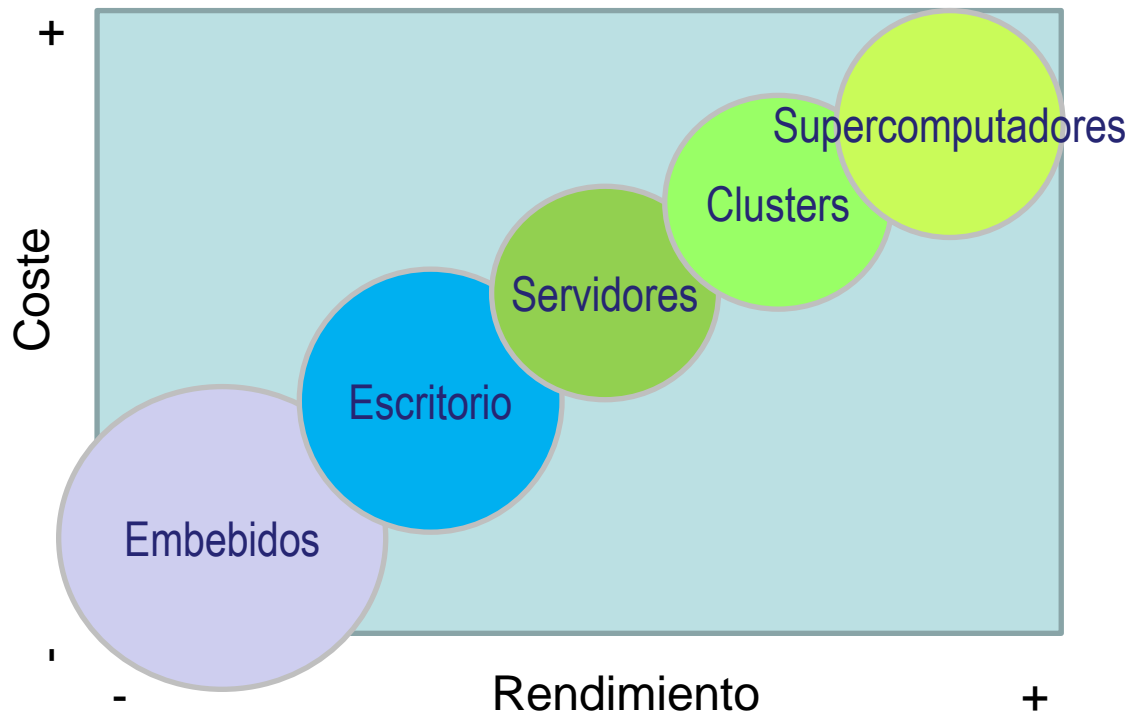 +
Supercomputadores
Clusters
Servidores
Coste
Escritorio
Embebidos
-
- Rendimiento +